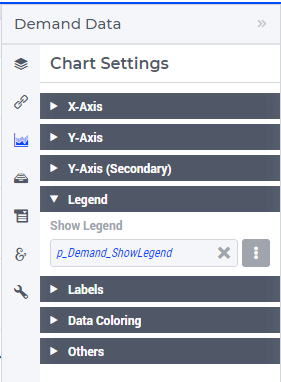 Demand Data
Chart Settings
X-Axis
Y-Axis
Y-Axis (Secondary)
Legend
Show Legend
p_Demand_ShowLegend
Labels
Data Coloring
Others